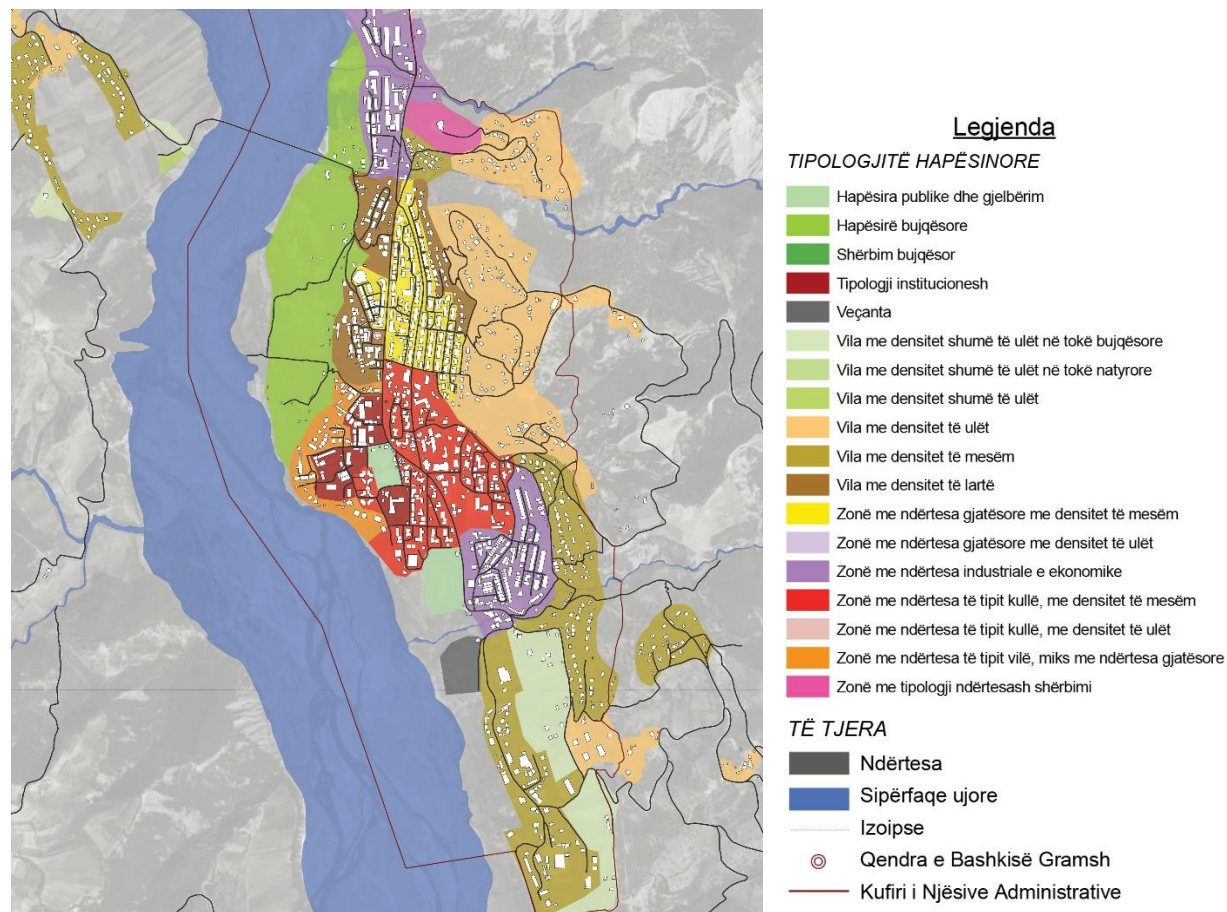 Legjenda
TIPOLOGJITË HAPËSINORE
Hapësira publike dhe gjelbërim
Hapësirë bujqësore
Shërbim bujqësor
Tipologji institucionesh
Veçanta
Vila me densitet shumë të ulët në tokë bujqësore
Vila me densitet shumë të ulët në tokë natyrore
Vila me densitet shumë të ulët
Vila me densitet të ulët
Vila me densitet të mesëm
Vila me densitet të lartë
Zonë me ndërtesa gjatësore me densitet të mesëm
Zonë me ndërtesa gjatësore me densitet të ulët
Zonë me ndërtesa industriale e ekonomike
Zonë me ndërtesa të tipit kullë, me densitet të mesëm
Zonë me ndërtesa të tipit kullë, me densitet të ulët
Zonë me ndërtesa të tipit vilë, miks me ndërtesa gjatësore
Zonë me tipologji ndërtesash shërbimi
TË TJERA
Ndërtesa
Sipërfaqe ujore
Izoipse
Qendra e Bashkisë Gramsh
Kufiri i Njësive Administrative